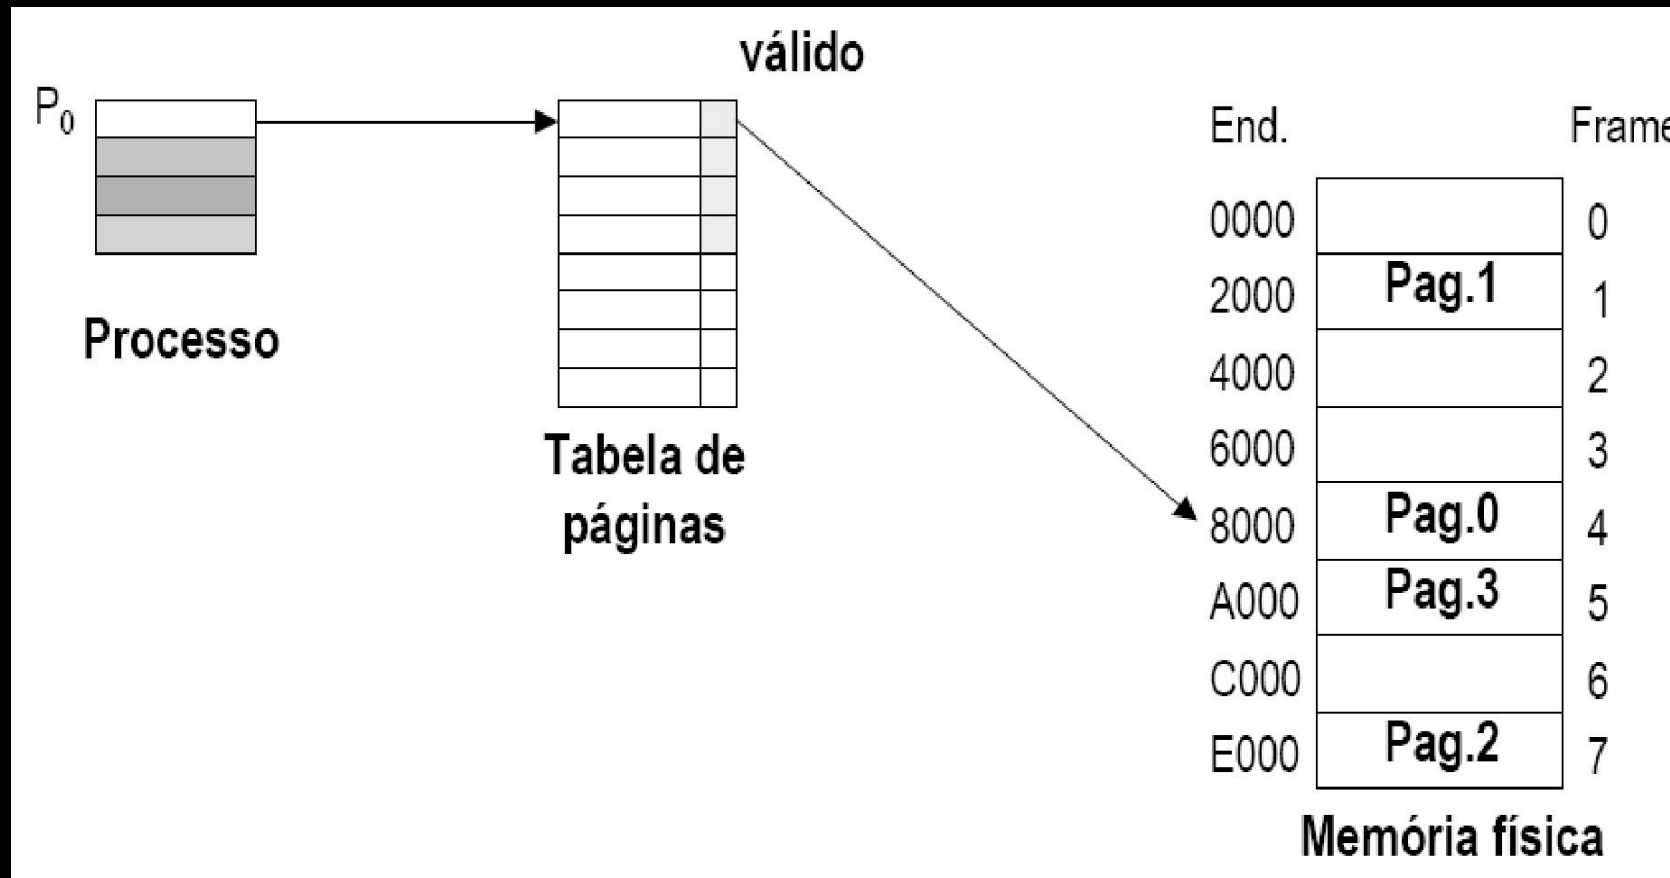 válido
P0
Processo
Tabela de
páginas
End.
Frame
0000
0
2000
Pag.1
1
4000
2
6000
3
8000
Pag.0
4
A000
Pag.3
5
C000
6
E000
Pag.2
7
Memória física